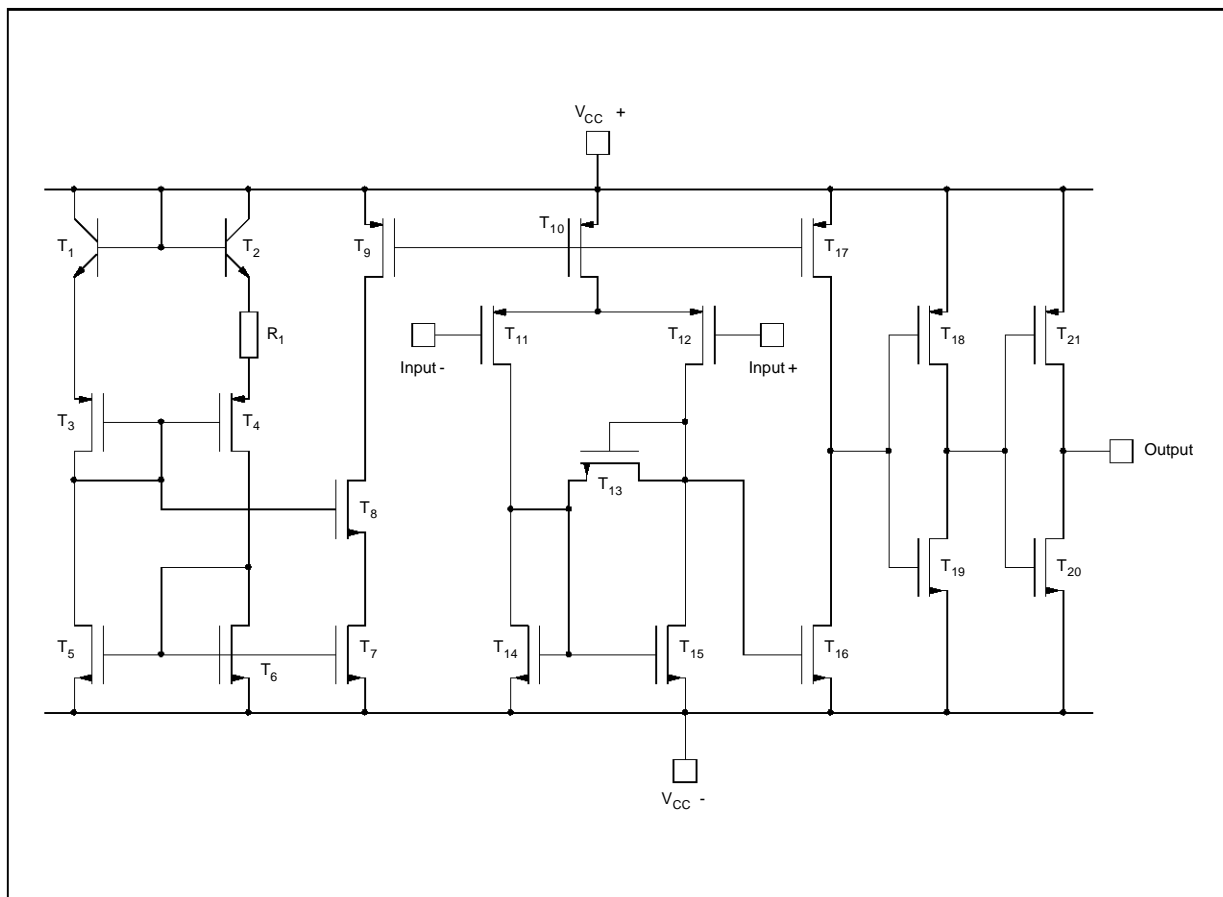 VCC +
T1
T2
T9
T10
T17
R1
T11
T12
T18
T21
Input -
Input +
T3
T4
Output
T8
T13
T19
T20
T5
T6
T7
T14
T15
T16
VCC -